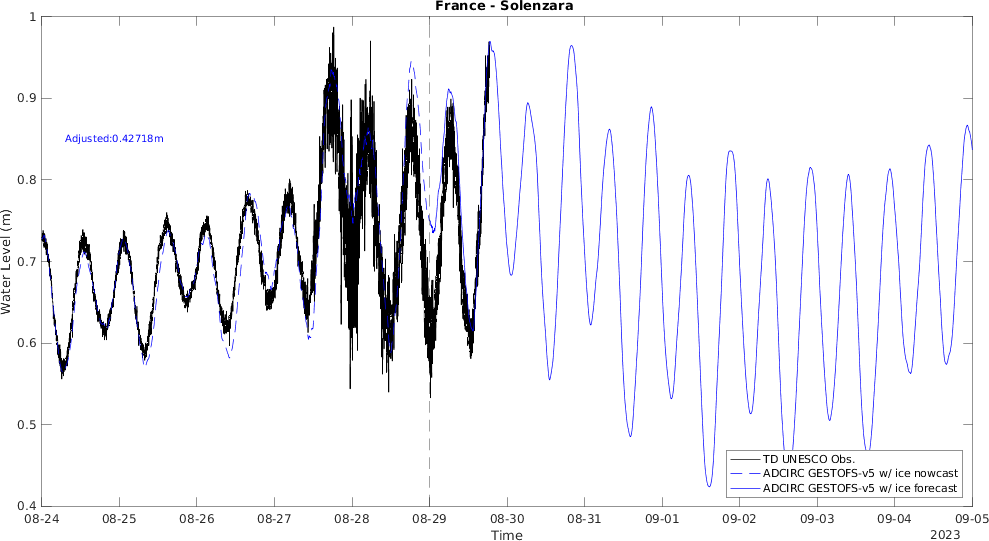 France - Solenzara
1
0.9
0.8
0.7
0.6
0.5
0.4
Water Level (m)
Adjusted:0.42718m
TD UNESCO Obs.
ADCIRC GESTOFS-v5 w/ ice nowcast
ADCIRC GESTOFS-v5 w/ ice forecast
08-24 08-25 08-26 08-27 08-28 08-29 08-30 08-31 09-01 09-02 09-03 09-04 09-05
Time
2023